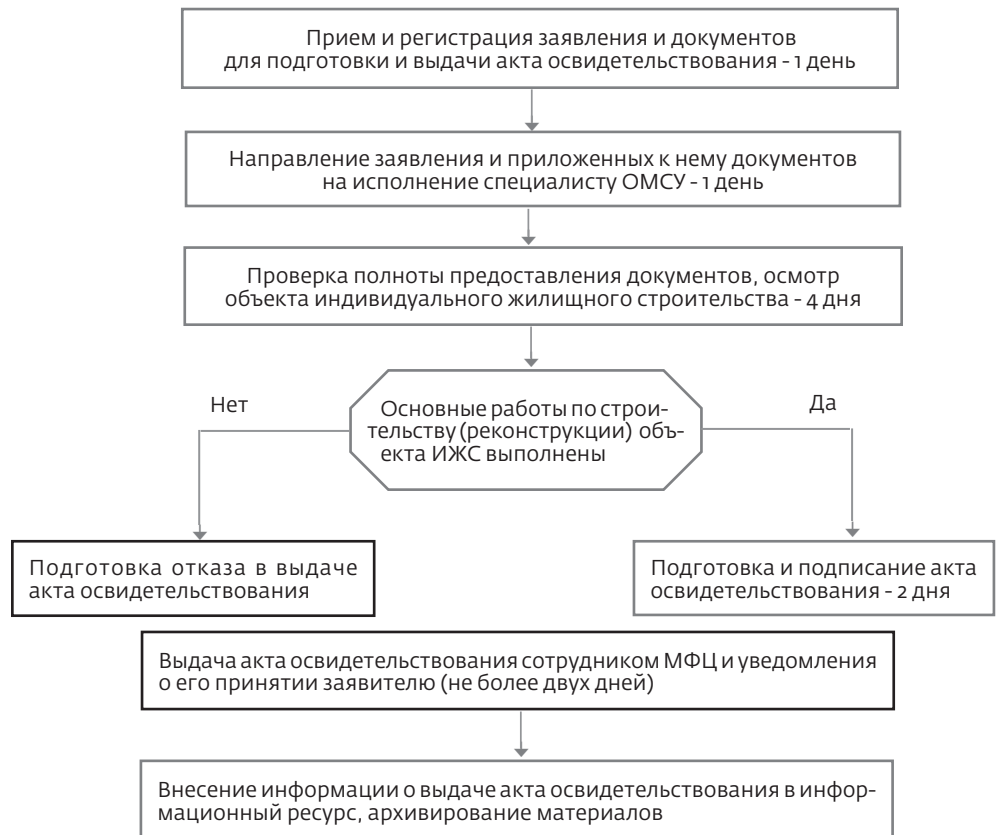 Прием и регистрация заявления и документов
для подготовки и выдачи акта освидетельствования - 1 день
Направление заявления и приложенных к нему документов
на исполнение специалисту ОМСУ - 1 день
Проверка полноты предоставления документов, осмотр
объекта индивидуального жилищного строительства - 4 дня
Нет
Основные работы по строи-
тельству (реконструкции) объ-
екта ИЖС выполнены
Да
Подготовка отказа в выдаче
акта освидетельствования
Подготовка и подписание акта
освидетельствования - 2 дня
Выдача акта освидетельствования сотрудником МФЦ и уведомления
о его принятии заявителю (не более двух дней)
Внесение информации о выдаче акта освидетельствования в инфор-
мационный ресурс, архивирование материалов